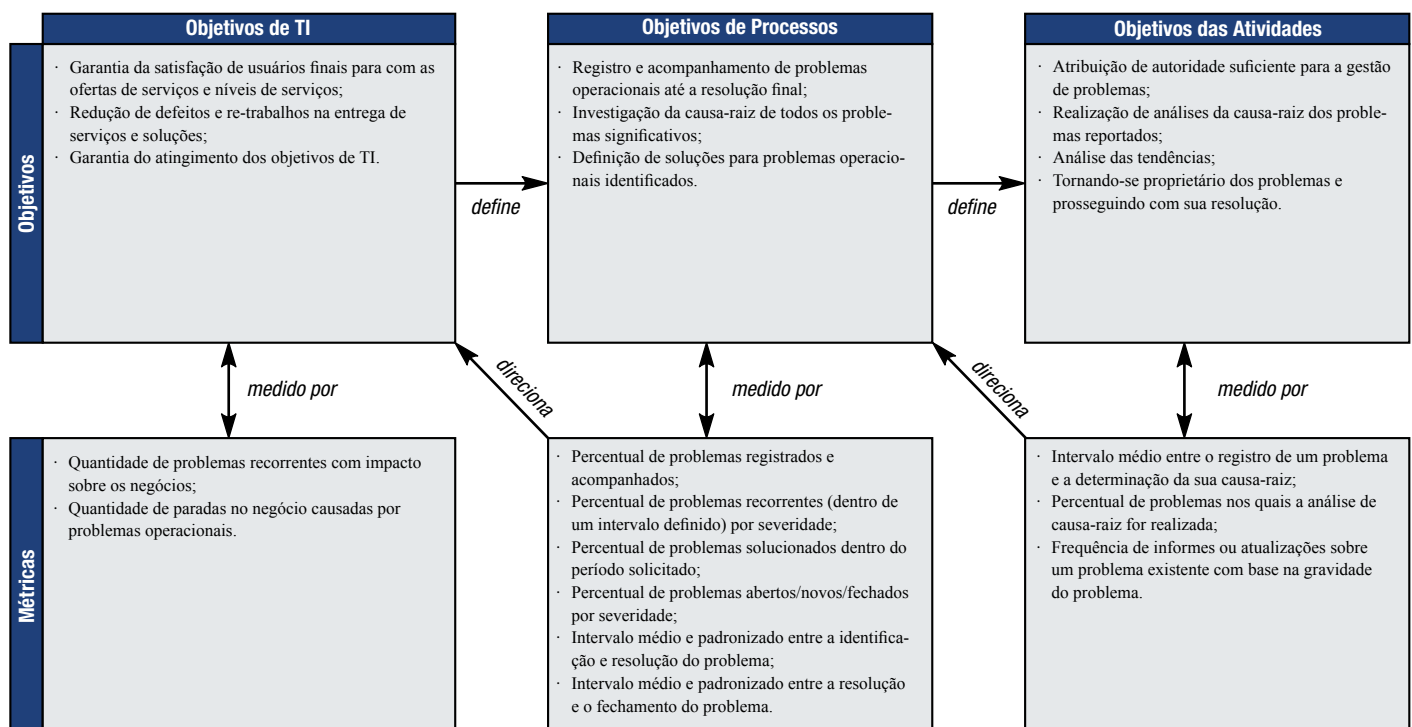 Objetivos de TI
Objetivos de Processos
Objetivos das Atividades
Objetivos
· Garantia da satisfação de usuários finais para com as
ofertas de serviços e níveis de serviços;
· Redução de defeitos e re-trabalhos na entrega de
serviços e soluções;
· Garantia do atingimento dos objetivos de TI.
define
· Registro e acompanhamento de problemas
operacionais até a resolução final;
· Investigação da causa-raiz de todos os proble-
mas significativos;
· Definição de soluções para problemas operacio-
nais identificados.
define
· Atribuição de autoridade suficiente para a gestão
de problemas;
· Realização de análises da causa-raiz dos proble-
mas reportados;
· Análise das tendências;
· Tornando-se proprietário dos problemas e
prosseguindo com sua resolução.
medido por
direciona
medido por
direciona
medido por
Métricas
· Quantidade de problemas recorrentes com impacto
sobre os negócios;
· Quantidade de paradas no negócio causadas por
problemas operacionais.
· Percentual de problemas registrados e
acompanhados;
· Percentual de problemas recorrentes (dentro de
um intervalo definido) por severidade;
· Percentual de problemas solucionados dentro do
período solicitado;
· Percentual de problemas abertos/novos/fechados
por severidade;
· Intervalo médio e padronizado entre a identifica-
ção e resolução do problema;
· Intervalo médio e padronizado entre a resolução
e o fechamento do problema.
· Intervalo médio entre o registro de um problema
e a determinação da sua causa-raiz;
· Percentual de problemas nos quais a análise de
causa-raiz for realizada;
· Frequência de informes ou atualizações sobre
um problema existente com base na gravidade
do problema.